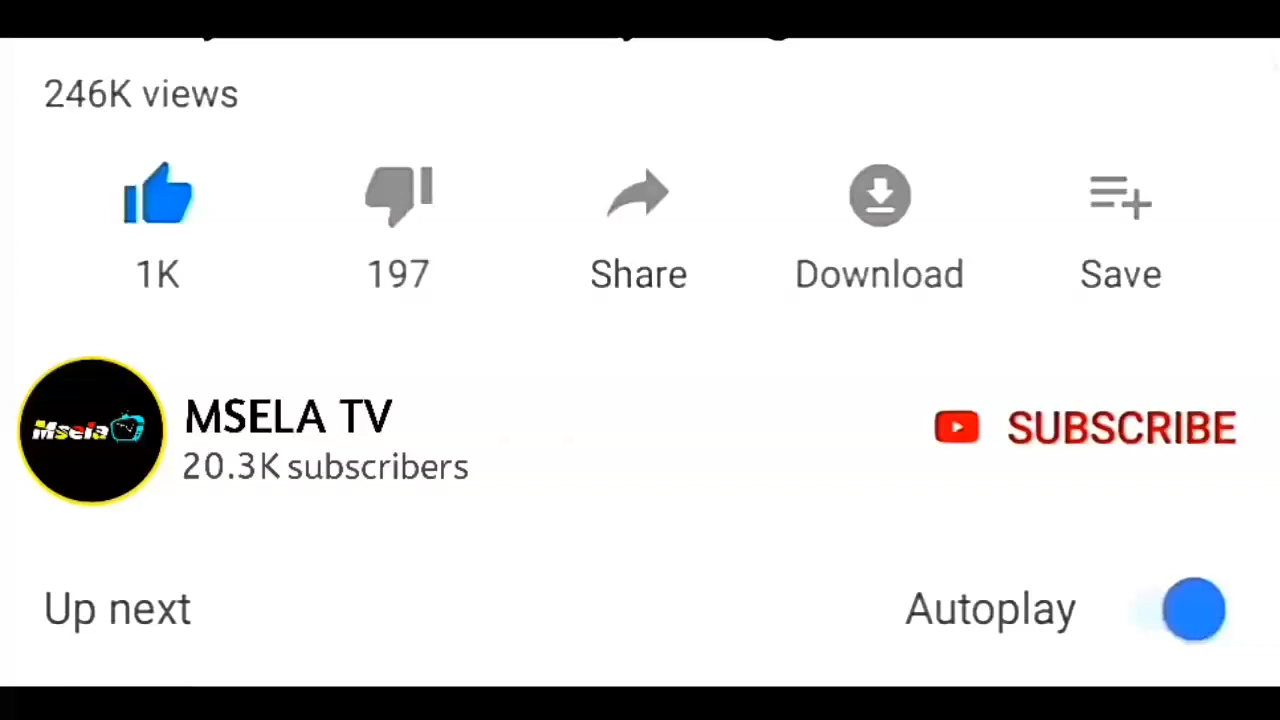 246K views
1K 197 Share Download Save
Msela
MSELA TV
20.3K subscribers
SUBSCRIBE
Up next Autoplay